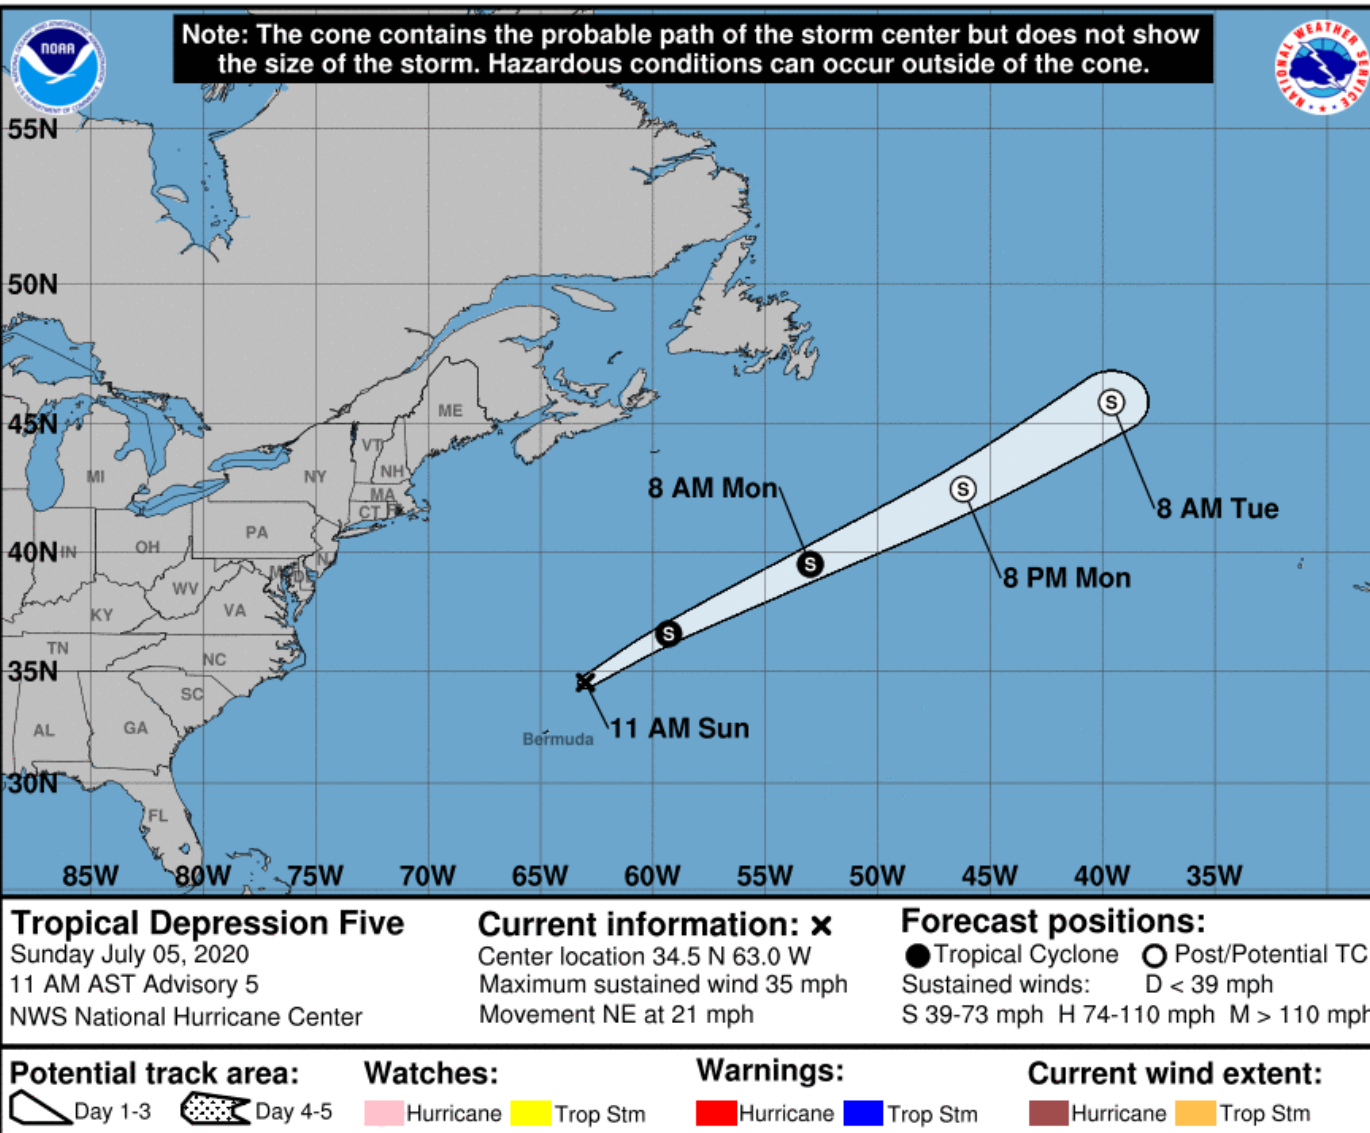 Note: The cone contains the probable path of the storm center but does not show
the size of the storm. Hazardous conditions can occur outside of the cone.
NOAA
NATIONAL WEATHER SERVICE
55N
50N
45N
40N
35N
30N
ME
VT
NH
NY
MA
CT
MI
PA
OH
IN
WV
VA
KY
TN
NC
SC
AL
GA
FL
8 AM Mon
8 AM Tue
8 PM Mon
11 AM Sun
Bermuda
S
S
S
S
85W 80W 75W 70W 65W 60W 55W 50W 45W 40W 35W
Tropical Depression Five
Sunday July 05, 2020
11 AM AST Advisory 5
NWS National Hurricane Center
Current information: ×
Center location 34.5 N 63.0 W
Maximum sustained wind 35 mph
Movement NE at 21 mph
Forecast positions:
Tropical Cyclone Post/Potential TC
Sustained winds: D < 39 mph
S 39-73 mph H 74-110 mph M > 110 mph
Potential track area:
Day 1-3 Day 4-5
Watches:
Hurricane Trop Stm
Warnings:
Hurricane Trop Stm
Current wind extent:
Hurricane Trop Stm